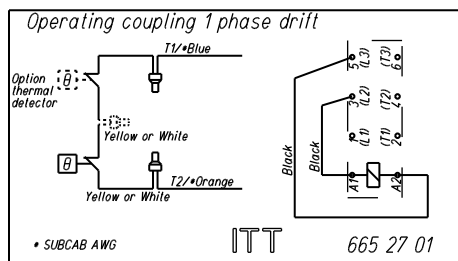 Operating coupling 1 phase drift
T1/*Blue
Option
thermal
detector
θ
Yellow or White
θ
Yellow or White
T2/*Orange
Black
Black
5 (L3) (T3) 6
3 (L2) (T2) 4
1 (L1) (T1) 2
A1 A2
* SUBCAB AWG
ITT
665 27 01